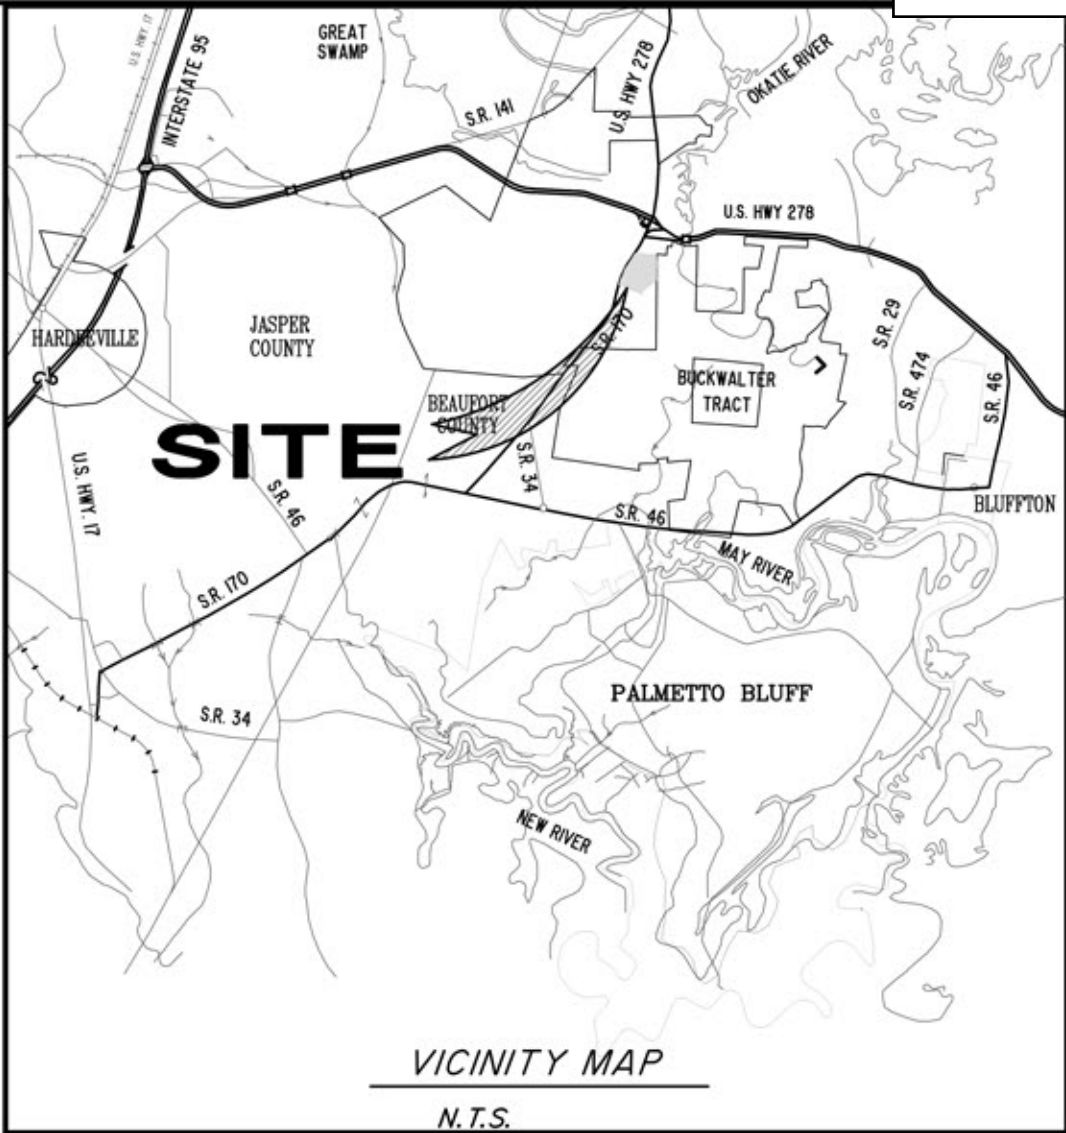 U.S. HWY. 17
INTERSTATE 95
GREAT
SWAMP
S.R. 141
U.S. HWY 278
OKATIE RIVER
U.S. HWY 278
HARDEEVILLE
JASPER
COUNTY
S.R. 170
S.R. 29
S.R. 474
S.R. 46
BUCKWALTER
TRACT
BEAUFORT
COUNTY
SITE
U.S. HWY. 17
S.R. 46
S.R. 34
S.R. 46
BLUFFTON
MAY RIVER
S.R. 170
PALMETTO BLUFF
S.R. 34
NEW RIVER
VICINITY MAP
N.T.S.